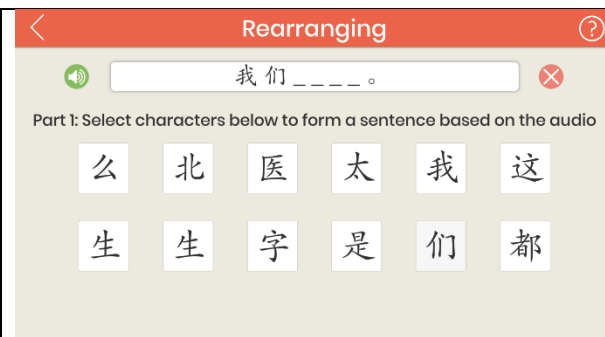 Rearranging
我们____。
Part 1: Select characters below to form a sentence based on the audio
么 北 医 太 我 这
生 生 字 是 们 都